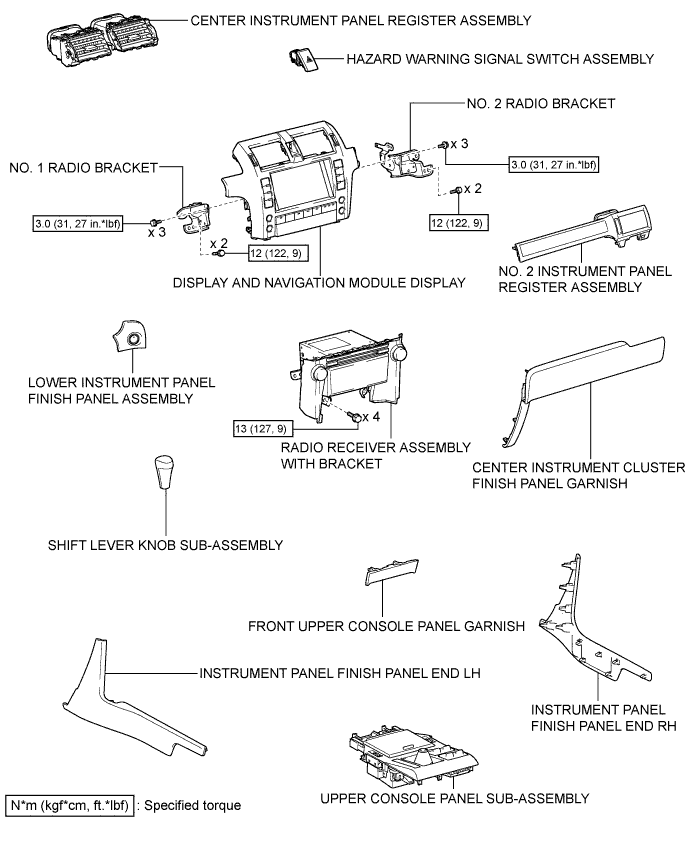 CENTER INSTRUMENT PANEL REGISTER ASSEMBLY
HAZARD WARNING SIGNAL SWITCH ASSEMBLY
NO. 2 RADIO BRACKET
x 3
3.0 (31, 27 in.*lbf)
NO. 1 RADIO BRACKET
x 2
12 (122, 9)
3.0 (31, 27 in.*lbf)
x 3
x 2
12 (122, 9)
DISPLAY AND NAVIGATION MODULE DISPLAY
NO. 2 INSTRUMENT PANEL
REGISTER ASSEMBLY
LOWER INSTRUMENT PANEL
FINISH PANEL ASSEMBLY
x 4
13 (127, 9)
RADIO RECEIVER ASSEMBLY
WITH BRACKET
CENTER INSTRUMENT CLUSTER
FINISH PANEL GARNISH
SHIFT LEVER KNOB SUB-ASSEMBLY
FRONT UPPER CONSOLE PANEL GARNISH
INSTRUMENT PANEL FINISH PANEL END LH
INSTRUMENT PANEL
FINISH PANEL END RH
UPPER CONSOLE PANEL SUB-ASSEMBLY
N*m (kgf*cm, ft.*lbf) : Specified torque